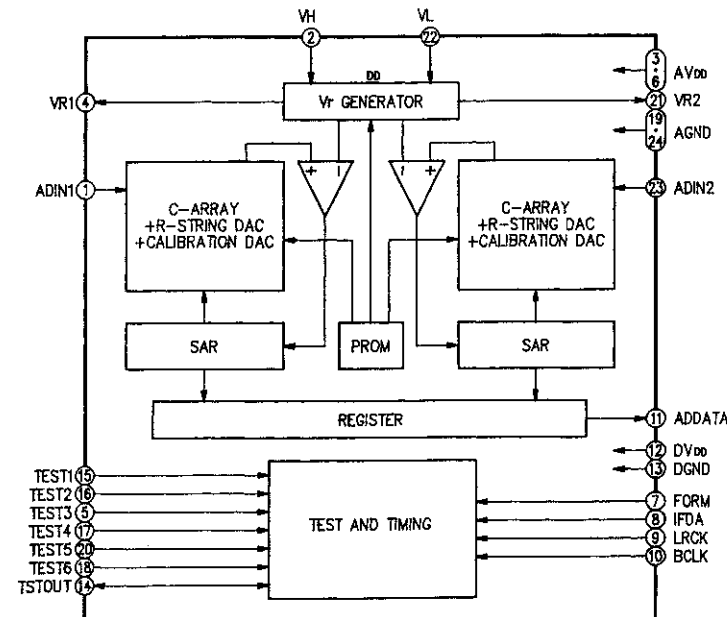 VH
VL
2
22
DD
Vr GENERATOR
3
·
6
AVDD
VR1 4
21 VR2
19
·
24
AGND
+ −
− +
ADIN1 1
23 ADIN2
C-ARRAY
+R-STRING DAC
+CALIBRATION DAC
C-ARRAY
+R-STRING DAC
+CALIBRATION DAC
SAR
PROM
SAR
REGISTER
11 ADDATA
12 DVDD
13 DGND
TEST1 15
TEST2 16
TEST3 5
TEST4 17
TEST5 20
TEST6 18
TSTOUT 14
TEST AND TIMING
7 FORM
8 IFDA
9 LRCK
10 BCLK